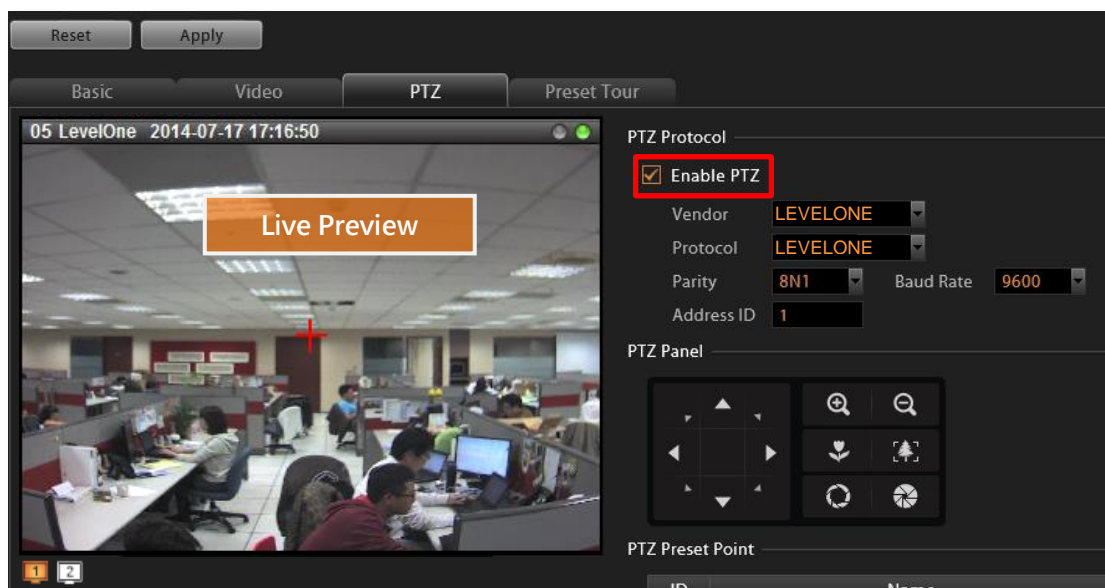 Reset Apply
Basic Video PTZ Preset Tour
05 LevelOne 2014-07-17 17:16:50
Live Preview
PTZ Protocol
Enable PTZ
Vendor LEVELONE
Protocol LEVELONE
Parity 8N1 Baud Rate 9600
Address ID 1
PTZ Panel
PTZ Preset Point
ID Name
1 2